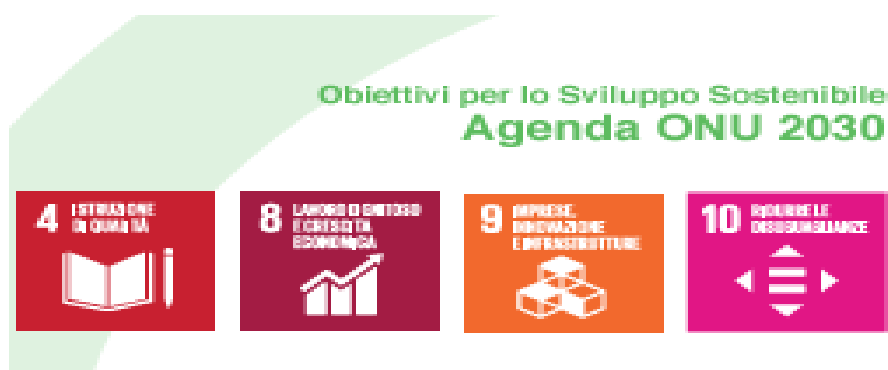 Obiettivi per lo Sviluppo Sostenibile
Agenda ONU 2030
4 ISTRUZIONE
DI QUALITÀ
8 LAVORO DIGNITOSO
E CRESCITA
ECONOMICA
9 IMPRESE,
INNOVAZIONE
E INFRASTRUTTURE
10 RIDURRE LE
DISUGUAGLIANZE